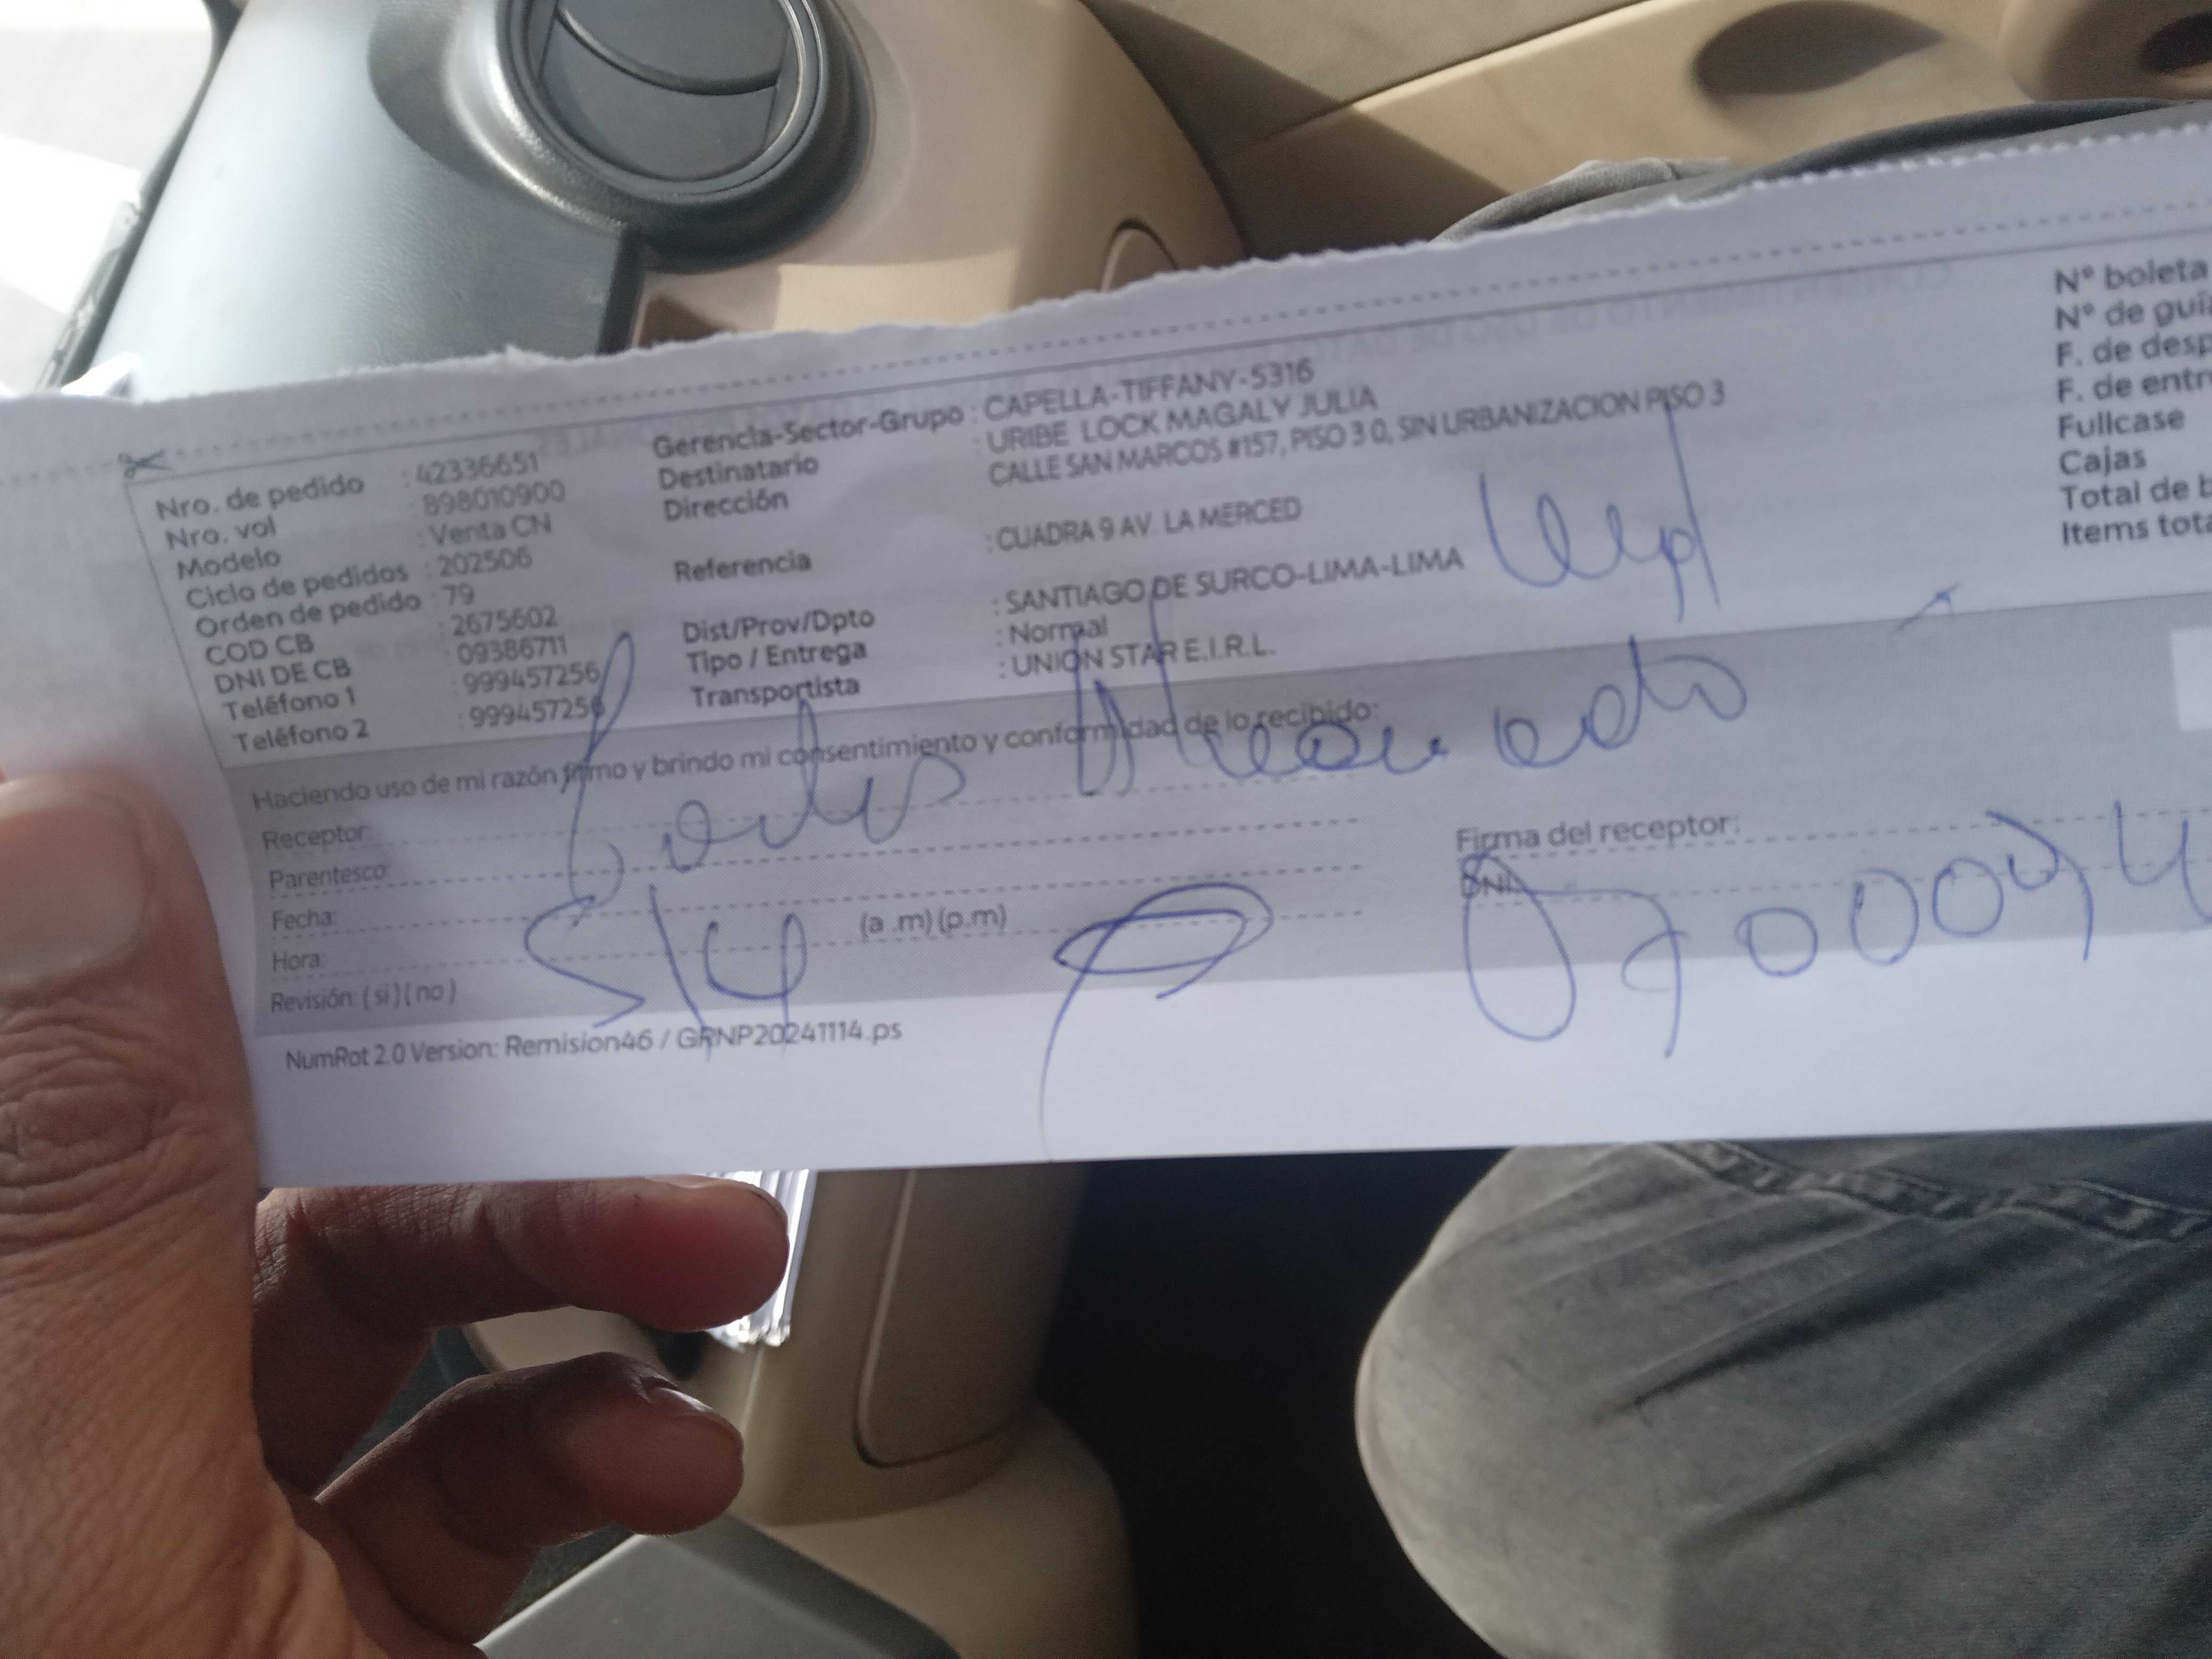 Nro. de pedido : 42336651
Nro. vol : 898010900
Modelo : Venta CN
Ciclo de pedidos : 202506
Orden de pedido : 79
COD CB : 2675602
DNI DE CB : 09386711
Teléfono 1 : 999457256
Teléfono 2 : 999457256
Gerencia-Sector-Grupo : CAPELLA-TIFFANY-5316
Destinatario : URIBE LOCK MAGALY JULIA
Dirección CALLE SAN MARCOS #157, PISO 3 0, SIN URBANIZACION PISO 3
Referencia : CUADRA 9 AV. LA MERCED
Dist/Prov/Dpto : SANTIAGO DE SURCO-LIMA-LIMA
Tipo / Entrega : Normal
Transportista : UNION STAR E.I.R.L.
Nº boleta
Nº de guía
F. de desp
F. de entre
Fullcase
Cajas
Total de b
Items tota
Haciendo uso de mi razón firmo y brindo mi consentimiento y conformidad de lo recibido:
Receptor:
Parentesco:
Fecha: 5/4
Hora: (a .m) (p.m)
Revisión: ( si ) ( no )
Firma del receptor:
DNI:
NumRot 2.0 Version: Remision46 / GRNP20241114.ps